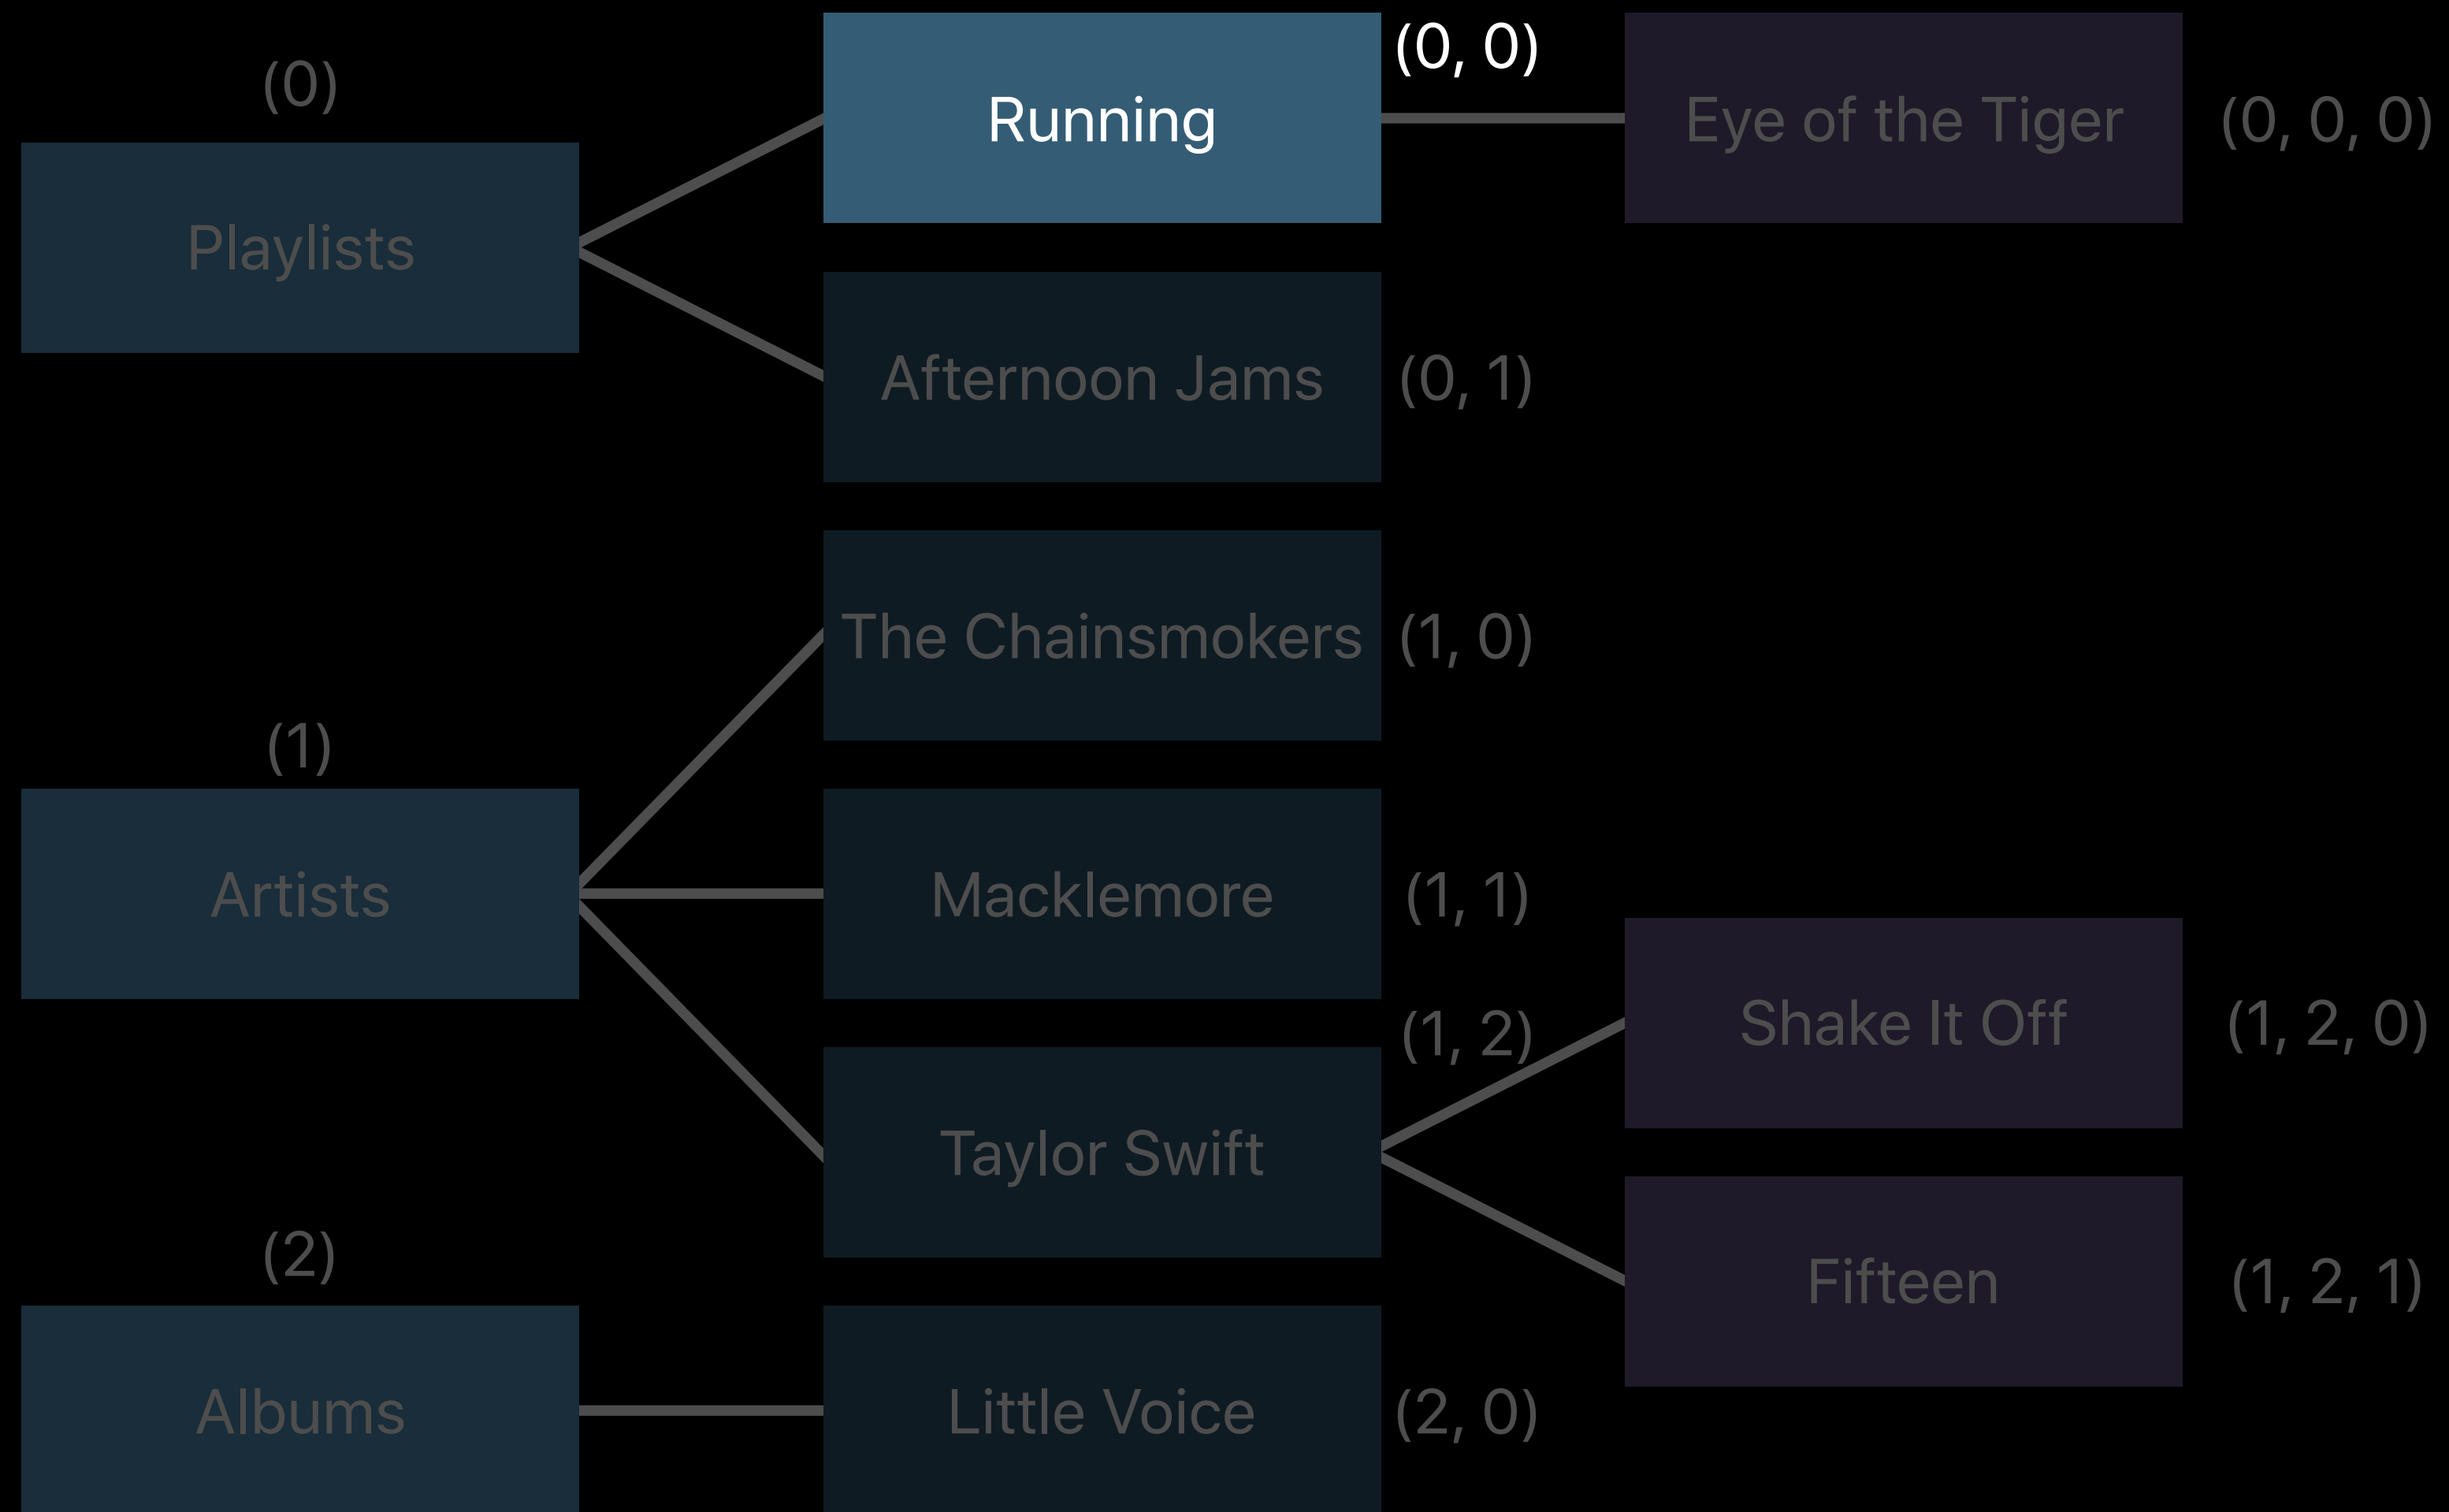 (0)
Playlists
Running
(0, 0)
Eye of the Tiger
(0, 0, 0)
Afternoon Jams
(0, 1)
(1)
Artists
The Chainsmokers
(1, 0)
Macklemore
(1, 1)
Taylor Swift
(1, 2)
Shake It Off
(1, 2, 0)
Fifteen
(1, 2, 1)
(2)
Albums
Little Voice
(2, 0)